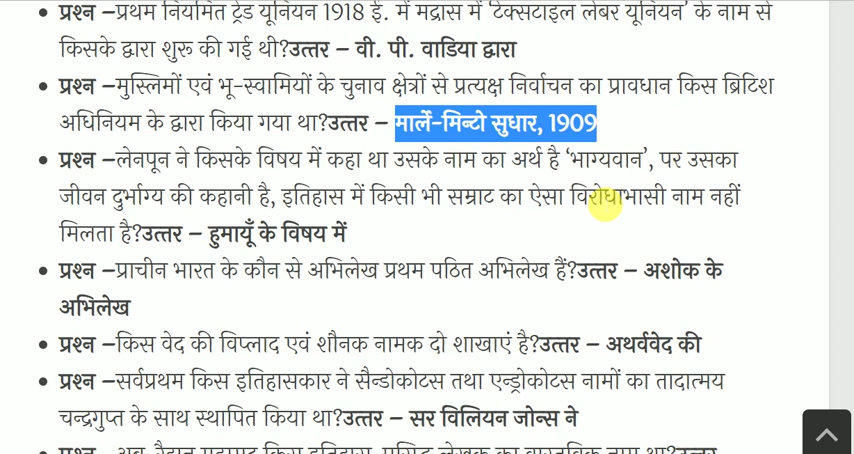 प्रश्न –प्रथम नियमित ट्रेड यूनियन 1918 ई. में मद्रास में 'टेक्सटाइल लेबर यूनियन' के नाम से
किसके द्वारा शुरू की गई थी?उत्तर – वी. पी. वाडिया द्वारा
प्रश्न –मुस्लिमों एवं भू-स्वामियों के चुनाव क्षेत्रों से प्रत्यक्ष निर्वाचन का प्रावधान किस ब्रिटिश
अधिनियम के द्वारा किया गया था?उत्तर – मार्ले-मिन्टो सुधार, 1909
प्रश्न –लेनपून ने किसके विषय में कहा था उसके नाम का अर्थ है 'भाग्यवान', पर उसका
जीवन दुर्भाग्य की कहानी है, इतिहास में किसी भी सम्राट का ऐसा विरोधाभासी नाम नहीं
मिलता है?उत्तर – हुमायूँ के विषय में
प्रश्न –प्राचीन भारत के कौन से अभिलेख प्रथम पठित अभिलेख हैं?उत्तर – अशोक के
अभिलेख
प्रश्न –किस वेद की विप्लाद एवं शौनक नामक दो शाखाएं है?उत्तर – अथर्ववेद की
प्रश्न –सर्वप्रथम किस इतिहासकार ने सैन्डोकोटस तथा एन्ड्रोकोटस नामों का तादात्मय
चन्द्रगुप्त के साथ स्थापित किया था?उत्तर – सर विलियन जोन्स ने